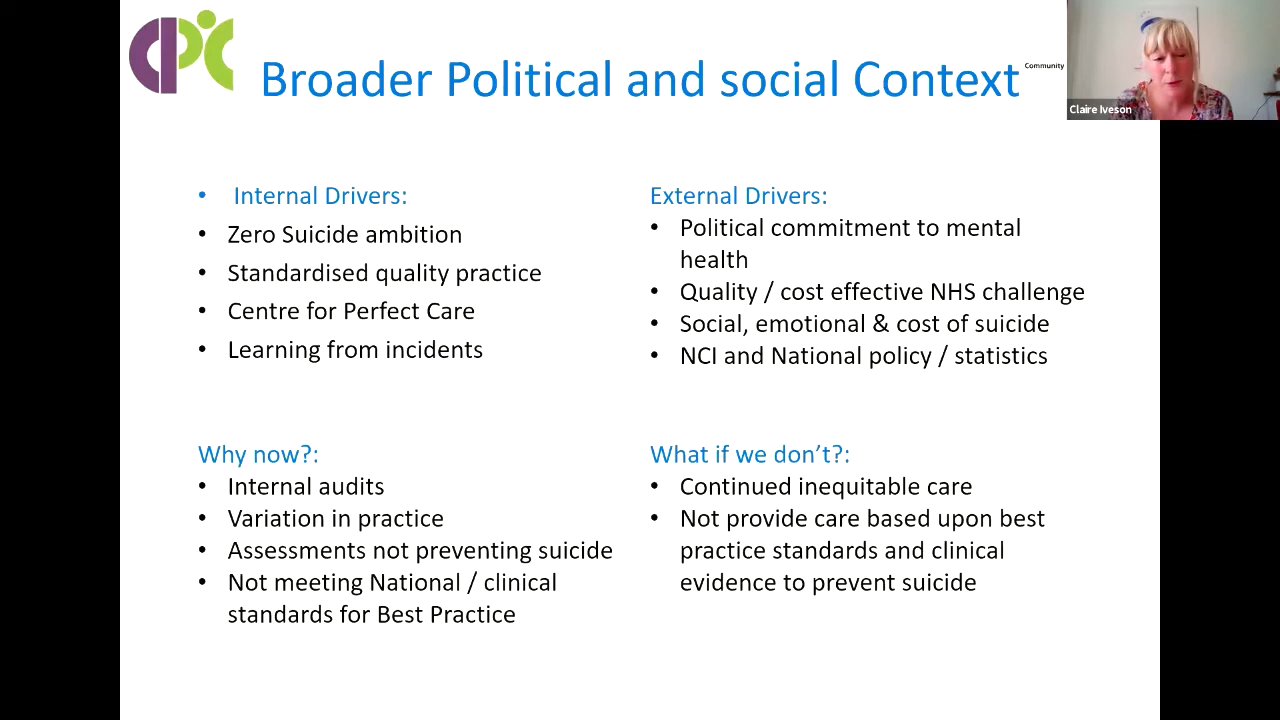 Broader Political and social Context
Community
Claire Iveson
• Internal Drivers:
• Zero Suicide ambition
• Standardised quality practice
• Centre for Perfect Care
• Learning from incidents
External Drivers:
• Political commitment to mental
health
• Quality / cost effective NHS challenge
• Social, emotional & cost of suicide
• NCI and National policy / statistics
Why now?:
• Internal audits
• Variation in practice
• Assessments not preventing suicide
• Not meeting National / clinical
standards for Best Practice
What if we don’t?:
• Continued inequitable care
• Not provide care based upon best
practice standards and clinical
evidence to prevent suicide